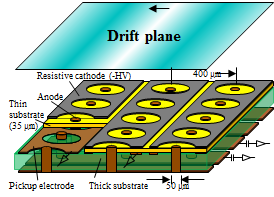 Drift plane
Resistive cathode (-HV)
400 μm
Anode
Thin
substrate
(35 μm)
Pickup electrode
Thick substrate
50 μm